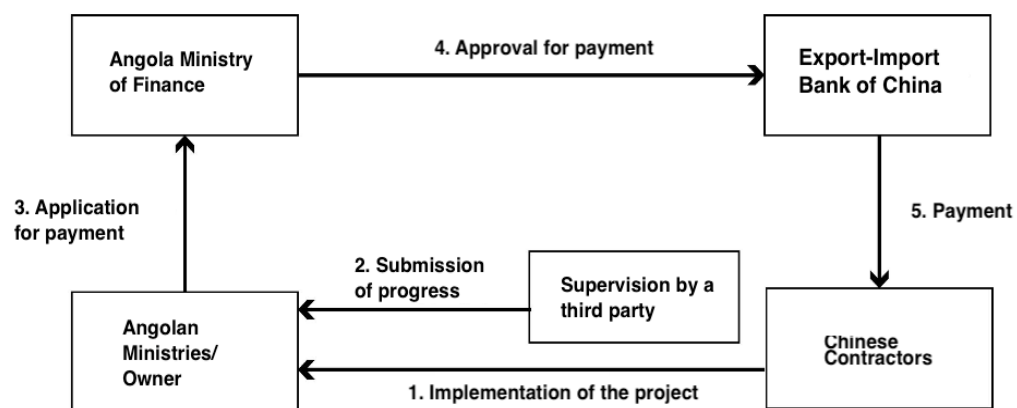 Angola Ministry
of Finance
4. Approval for payment
Export-Import
Bank of China
3. Application
for payment
5. Payment
2. Submission
of progress
Supervision by a
third party
Angolan
Ministries/
Owner
Chinese
Contractors
1. Implementation of the project